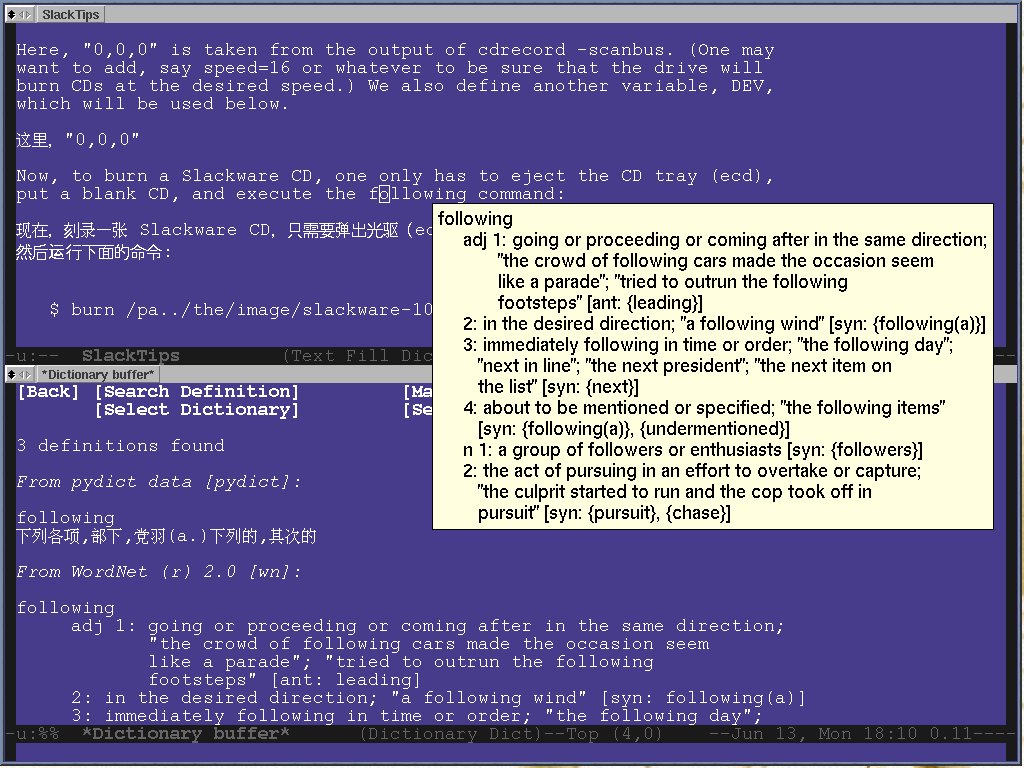 SlackTips
Here, "0,0,0" is taken from the output of cdrecord -scanbus. (One may
want to add, say speed=16 or whatever to be sure that the drive will
burn CDs at the desired speed.) We also define another variable, DEV,
which will be used below.
这里, "0,0,0"
Now, to burn a Slackware CD, one only has to eject the CD tray (ecd),
put a blank CD, and execute the following command:
现在, 刻录一张 Slackware CD, 只需要弹出光驱 (ec
然后运行下面的命令:
$ burn /pa../the/image/slackware-10
-u:-- SlackTips (Text Fill Dic
--
following
adj 1: going or proceeding or coming after in the same direction;
"the crowd of following cars made the occasion seem
like a parade"; "tried to outrun the following
footsteps" [ant: {leading}]
2: in the desired direction; "a following wind" [syn: {following(a)}]
3: immediately following in time or order; "the following day";
"next in line"; "the next president"; "the next item on
the list" [syn: {next}]
4: about to be mentioned or specified; "the following items"
[syn: {following(a)}, {undermentioned}]
n 1: a group of followers or enthusiasts [syn: {followers}]
2: the act of pursuing in an effort to overtake or capture;
"the culprit started to run and the cop took off in
pursuit" [syn: {pursuit}, {chase}]
*Dictionary buffer*
[Back] [Search Definition] [Ma
[Select Dictionary] [Se
3 definitions found
From pydict data [pydict]:
following
下列各项,部下,党羽(a.)下列的,其次的
From WordNet (r) 2.0 [wn]:
following
adj 1: going or proceeding or coming after in the same direction;
"the crowd of following cars made the occasion seem
like a parade"; "tried to outrun the following
footsteps" [ant: leading]
2: in the desired direction; "a following wind" [syn: following(a)]
3: immediately following in time or order; "the following day";
-u:%% *Dictionary buffer* (Dictionary Dict)--Top (4,0) --Jun 13, Mon 18:10 0.11----